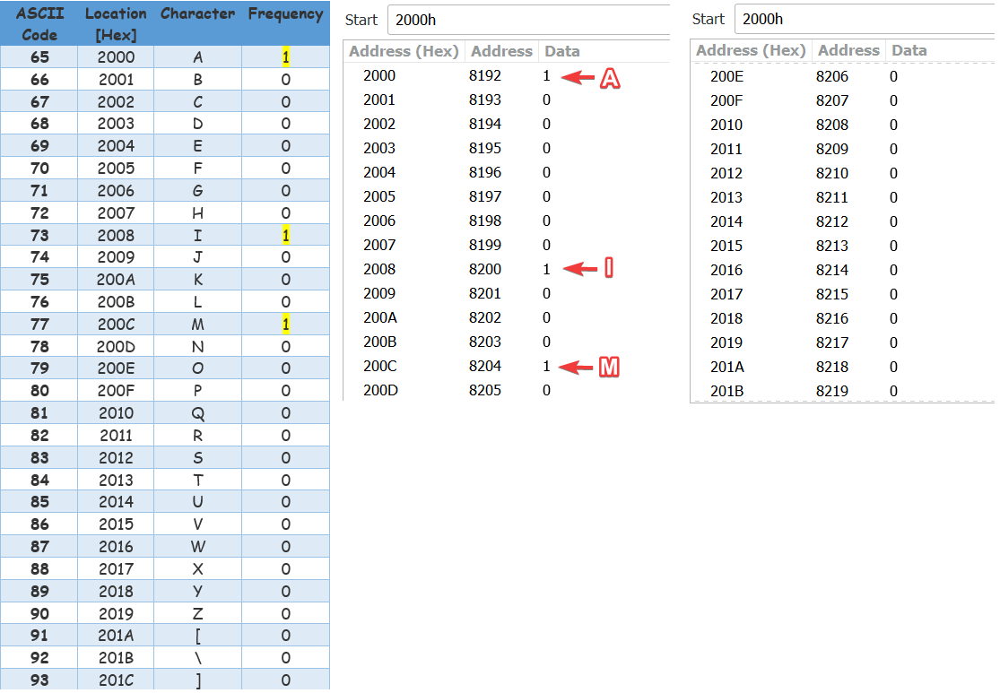 ASCII Code Location [Hex] Character Frequency
65 2000 A 1
66 2001 B 0
67 2002 C 0
68 2003 D 0
69 2004 E 0
70 2005 F 0
71 2006 G 0
72 2007 H 0
73 2008 I 1
74 2009 J 0
75 200A K 0
76 200B L 0
77 200C M 1
78 200D N 0
79 200E O 0
80 200F P 0
81 2010 Q 0
82 2011 R 0
83 2012 S 0
84 2013 T 0
85 2014 U 0
86 2015 V 0
87 2016 W 0
88 2017 X 0
89 2018 Y 0
90 2019 Z 0
91 201A [ 0
92 201B \ 0
93 201C ] 0
Start 2000h
Address (Hex) Address Data
2000 8192 1 A
2001 8193 0
2002 8194 0
2003 8195 0
2004 8196 0
2005 8197 0
2006 8198 0
2007 8199 0
2008 8200 1 I
2009 8201 0
200A 8202 0
200B 8203 0
200C 8204 1 M
200D 8205 0
Start 2000h
Address (Hex) Address Data
200E 8206 0
200F 8207 0
2010 8208 0
2011 8209 0
2012 8210 0
2013 8211 0
2014 8212 0
2015 8213 0
2016 8214 0
2017 8215 0
2018 8216 0
2019 8217 0
201A 8218 0
201B 8219 0